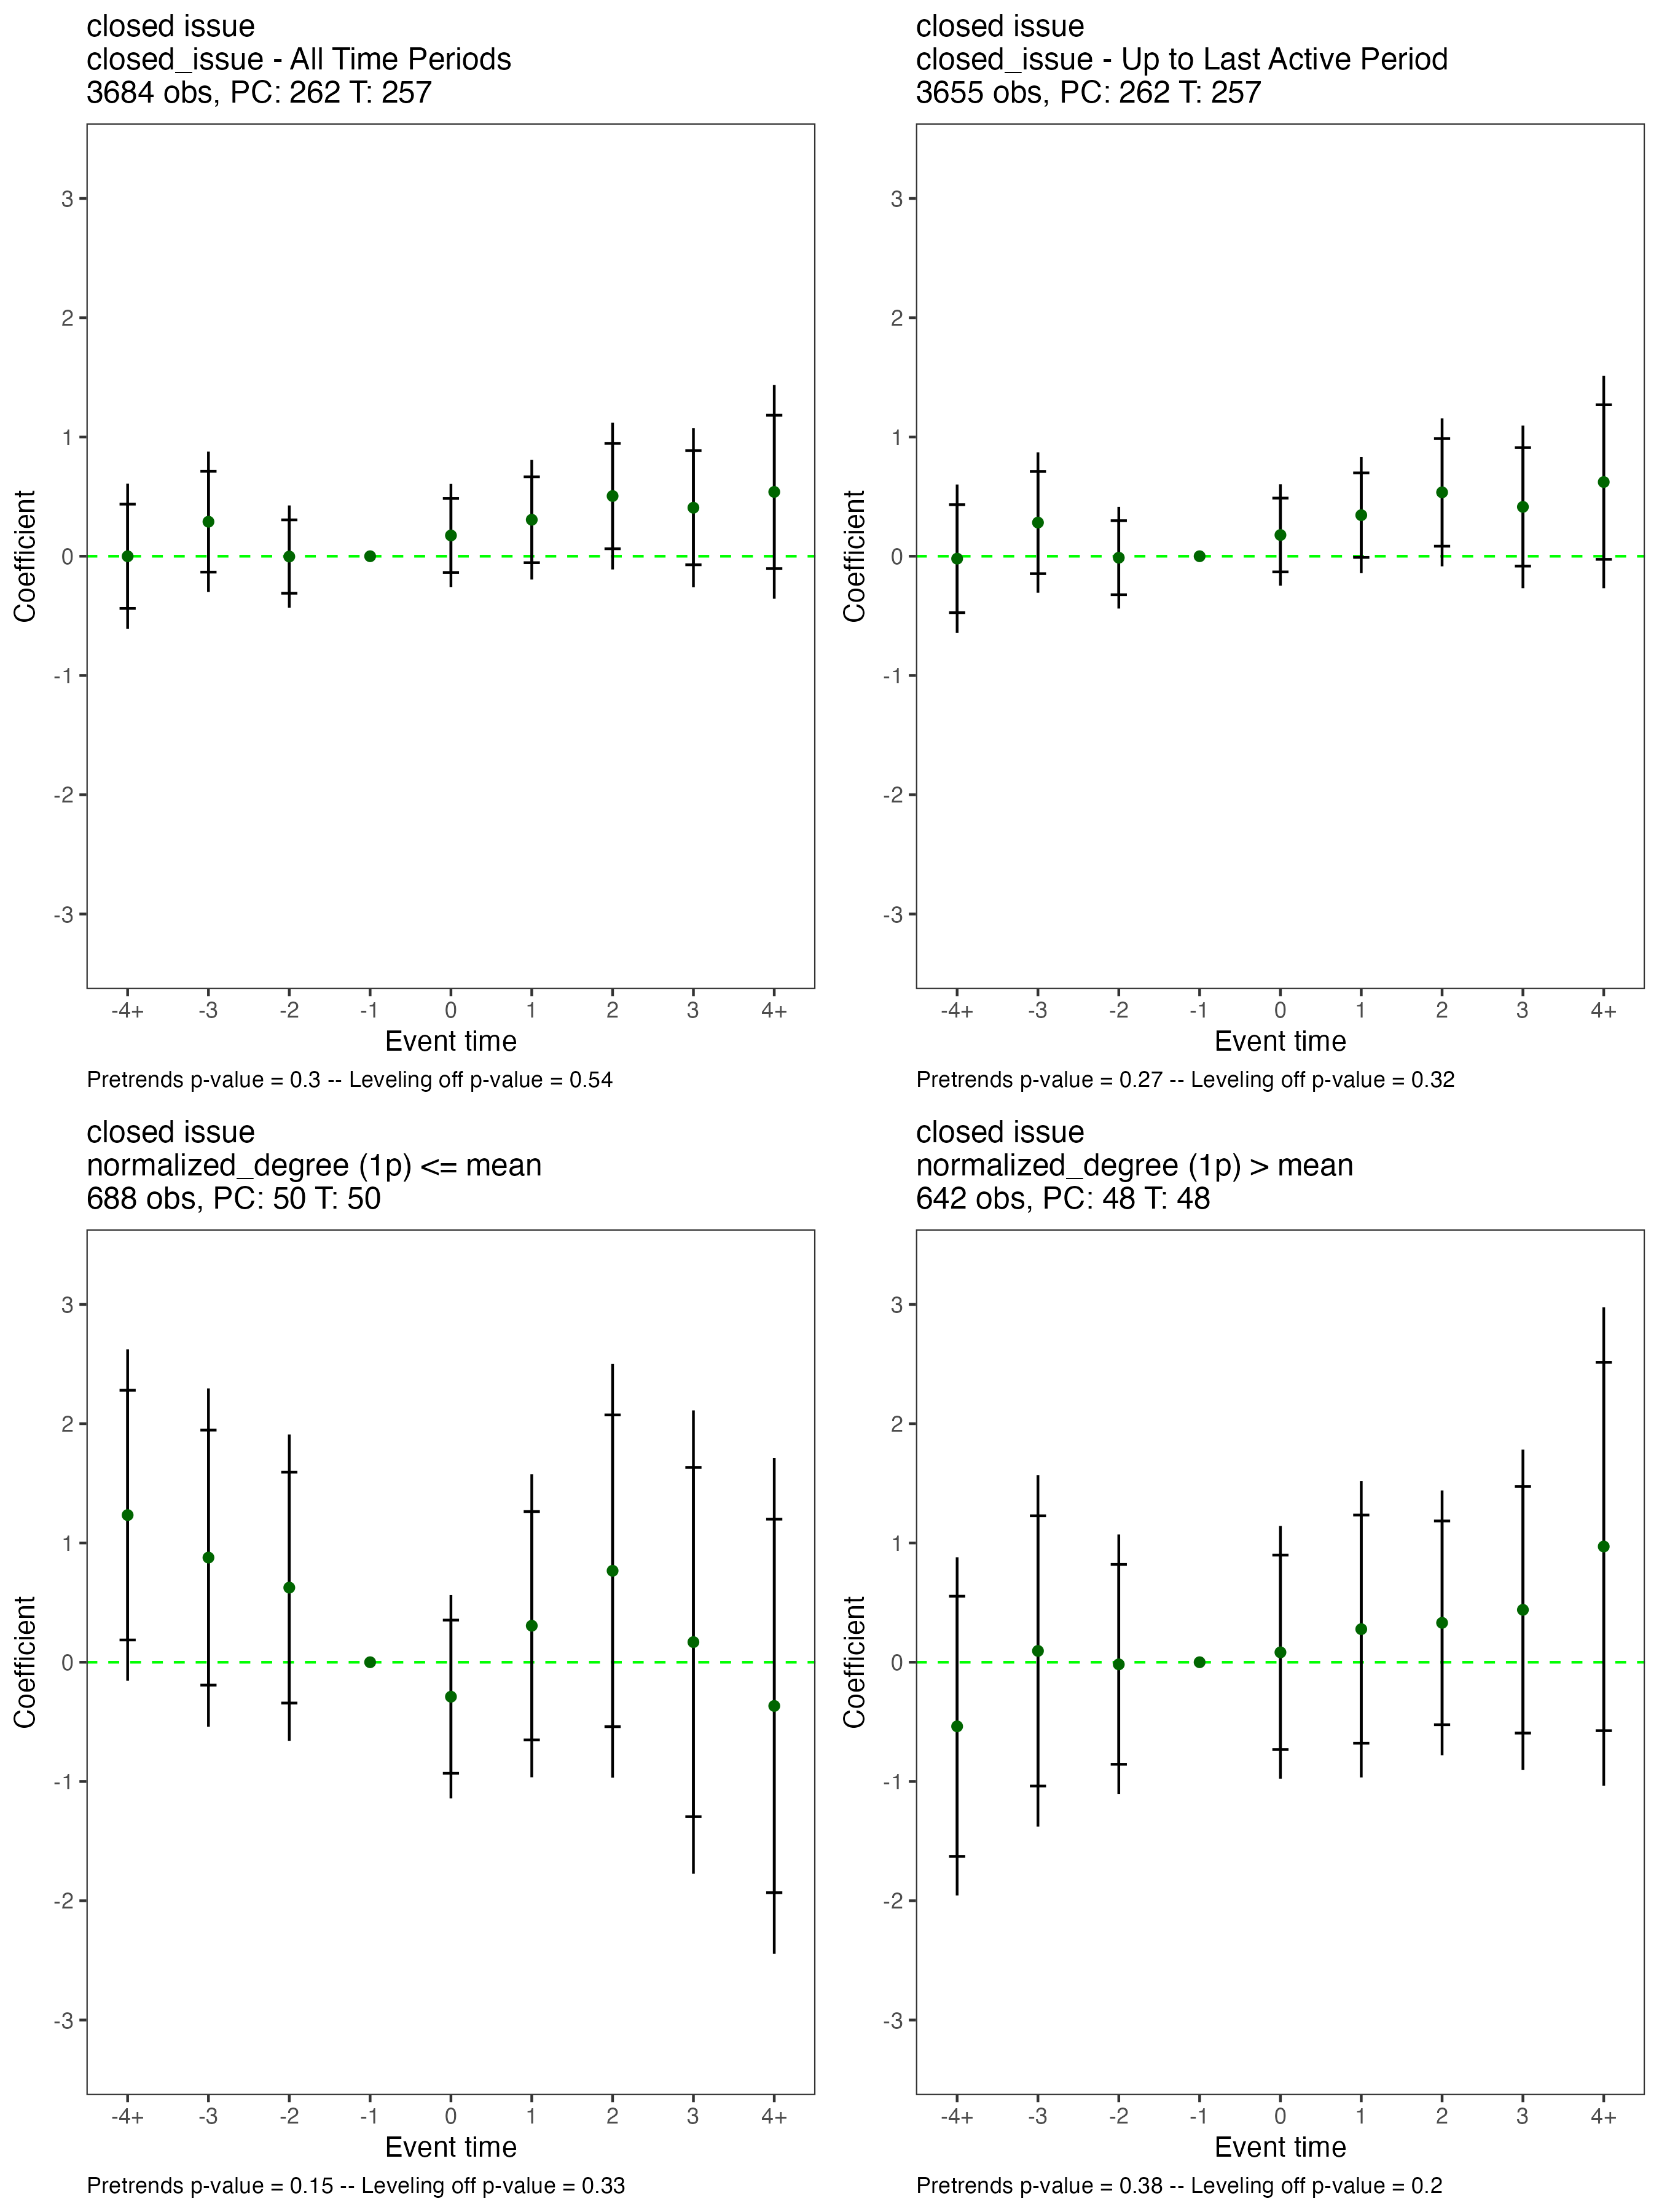 closed issue
closed_issue - All Time Periods
3684 obs, PC: 262 T: 257
3
2
1
0
-1
-2
-3
Coefficient
-4+ -3 -2 -1 0 1 2 3 4+
Event time
Pretrends p-value = 0.3 -- Leveling off p-value = 0.54
closed issue
closed_issue - Up to Last Active Period
3655 obs, PC: 262 T: 257
3
2
1
0
-1
-2
-3
Coefficient
-4+ -3 -2 -1 0 1 2 3 4+
Event time
Pretrends p-value = 0.27 -- Leveling off p-value = 0.32
closed issue
normalized_degree (1p) <= mean
688 obs, PC: 50 T: 50
3
2
1
0
-1
-2
-3
Coefficient
-4+ -3 -2 -1 0 1 2 3 4+
Event time
Pretrends p-value = 0.15 -- Leveling off p-value = 0.33
closed issue
normalized_degree (1p) > mean
642 obs, PC: 48 T: 48
3
2
1
0
-1
-2
-3
Coefficient
-4+ -3 -2 -1 0 1 2 3 4+
Event time
Pretrends p-value = 0.38 -- Leveling off p-value = 0.2